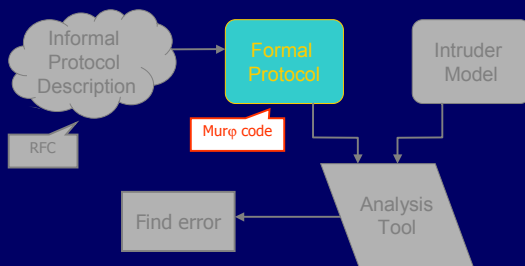 Informal
Protocol
Description
RFC
Formal
Protocol
Murφ code
Intruder
Model
Analysis
Tool
Find error